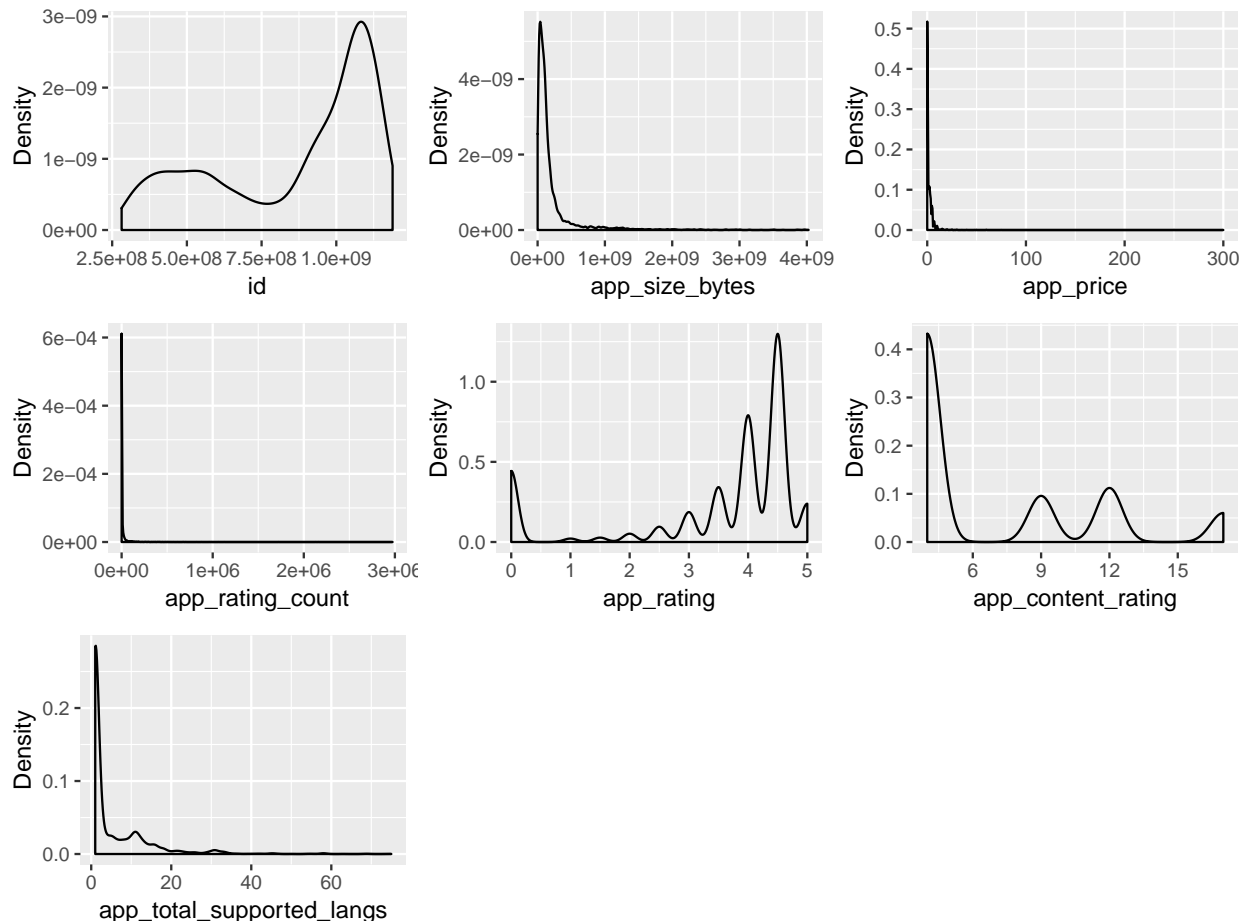 3e−09
2e−09
1e−09
0e+00
Density
2.5e+08 5.0e+08 7.5e+08 1.0e+09
id
4e−09
2e−09
0e+00
Density
0e+00 1e+09 2e+09 3e+09 4e+09
app_size_bytes
0.5
0.4
0.3
0.2
0.1
0.0
Density
0 100 200 300
app_price
6e−04
4e−04
2e−04
0e+00
Density
0e+00 1e+06 2e+06 3e+06
app_rating_count
1.0
0.5
0.0
Density
0 1 2 3 4 5
app_rating
0.4
0.3
0.2
0.1
0.0
Density
6 9 12 15
app_content_rating
0.2
0.1
0.0
Density
0 20 40 60
app_total_supported_langs